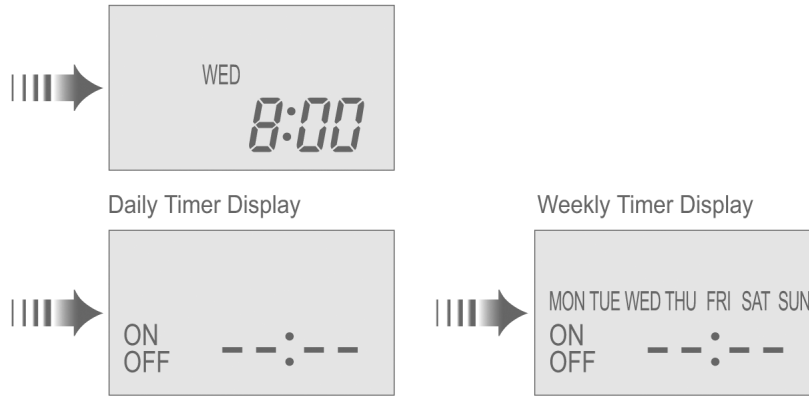 WED
8:00
Daily Timer Display
Weekly Timer Display
ON
OFF
--:--
MON TUE WED THU FRI SAT SUN
ON
OFF
--:--